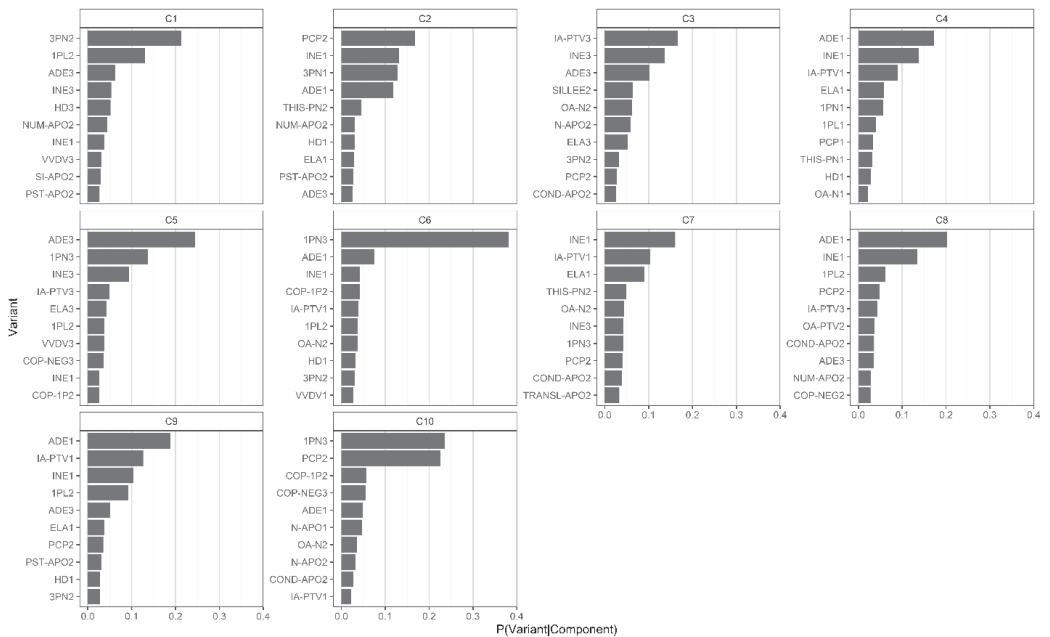 C1
3PN2
1PL2
ADE3
INE3
HD3
NUM-APO2
INE1
VVDV3
SI-APO2
PST-APO2
C2
PCP2
INE1
3PN1
ADE1
THIS-PN2
NUM-APO2
HD1
ELA1
PST-APO2
ADE3
C3
IA-PTV3
INE3
ADE3
SILLEE2
OA-N2
N-APO2
ELA3
3PN2
PCP2
COND-APO2
C4
ADE1
INE1
IA-PTV1
ELA1
1PN1
1PL1
PCP1
THIS-PN1
HD1
OA-N1
C5
ADE3
1PN3
INE3
IA-PTV3
ELA3
1PL2
VVDV3
COP-NEG3
INE1
COP-1P2
C6
1PN3
ADE1
INE1
COP-1P2
IA-PTV1
1PL2
OA-N2
HD1
3PN2
VVDV1
C7
INE1
IA-PTV1
ELA1
THIS-PN2
OA-N2
INE3
1PN3
PCP2
COND-APO2
TRANSL-APO2
0.0 0.1 0.2 0.3 0.4
C8
ADE1
INE1
1PL2
PCP2
IA-PTV3
OA-PTV2
COND-APO2
ADE3
NUM-APO2
COP-NEG2
0.0 0.1 0.2 0.3 0.4
C9
ADE1
IA-PTV1
INE1
1PL2
ADE3
ELA1
PCP2
PST-APO2
HD1
3PN2
0.0 0.1 0.2 0.3 0.4
C10
1PN3
PCP2
COP-1P2
COP-NEG3
ADE1
N-APO1
OA-N2
N-APO2
COND-APO2
IA-PTV1
0.0 0.1 0.2 0.3 0.4
Variant
P(Variant|Component)